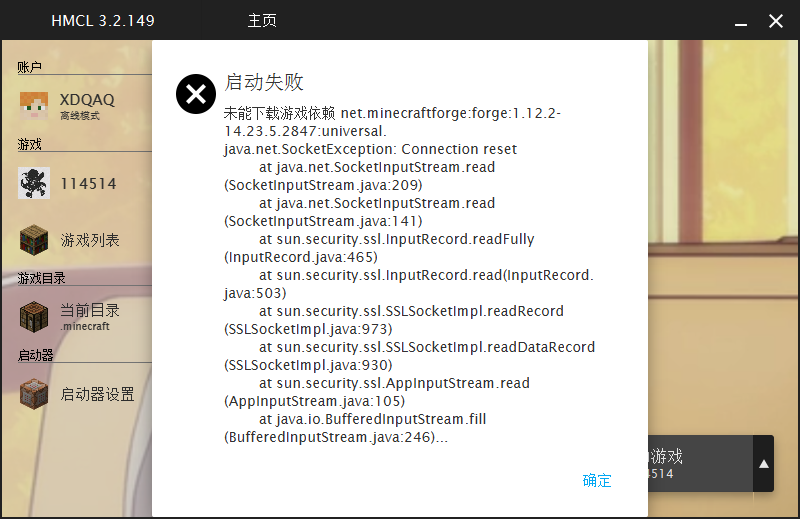 HMCL 3.2.149
主页
账户
XDQAQ
离线模式
游戏
114514
游戏列表
游戏目录
当前目录
.minecraft
启动器
启动器设置
启动失败
未能下载游戏依赖 net.minecraftforge:forge:1.12.2-
14.23.5.2847:universal.
java.net.SocketException: Connection reset
at java.net.SocketInputStream.read
(SocketInputStream.java:209)
at java.net.SocketInputStream.read
(SocketInputStream.java:141)
at sun.security.ssl.InputRecord.readFully
(InputRecord.java:465)
at sun.security.ssl.InputRecord.read(InputRecord.
java:503)
at sun.security.ssl.SSLSocketImpl.readRecord
(SSLSocketImpl.java:973)
at sun.security.ssl.SSLSocketImpl.readDataRecord
(SSLSocketImpl.java:930)
at sun.security.ssl.AppInputStream.read
(AppInputStream.java:105)
at java.io.BufferedInputStream.fill
(BufferedInputStream.java:246)...
确定
游戏
4514